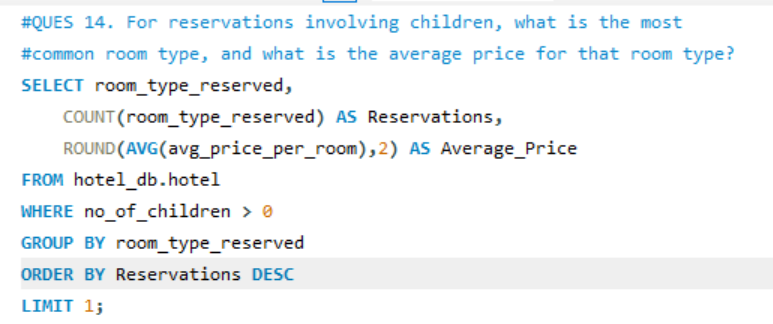 #QUES 14. For reservations involving children, what is the most
#common room type, and what is the average price for that room type?
SELECT room_type_reserved,
COUNT(room_type_reserved) AS Reservations,
ROUND(AVG(avg_price_per_room),2) AS Average_Price
FROM hotel_db.hotel
WHERE no_of_children > 0
GROUP BY room_type_reserved
ORDER BY Reservations DESC
LIMIT 1;